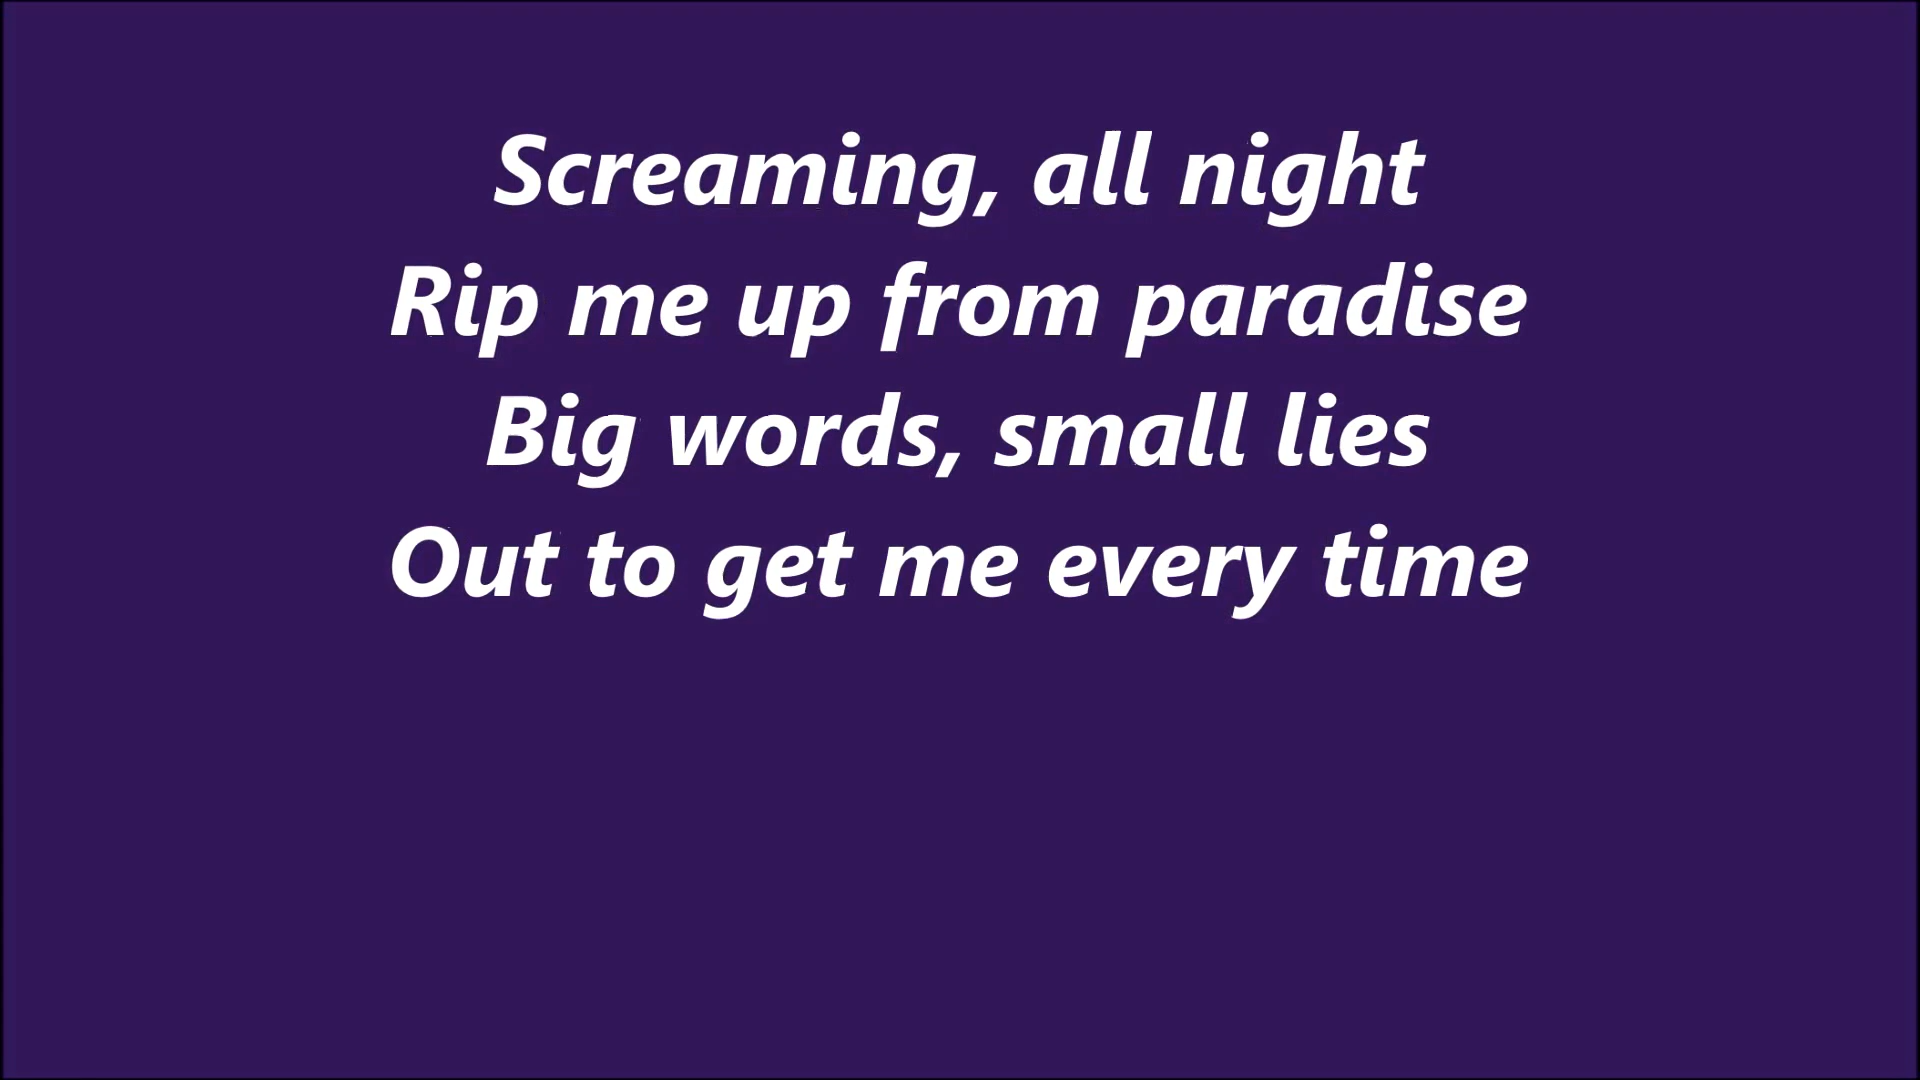 Screaming, all night
Rip me up from paradise
Big words, small lies
Out to get me every time